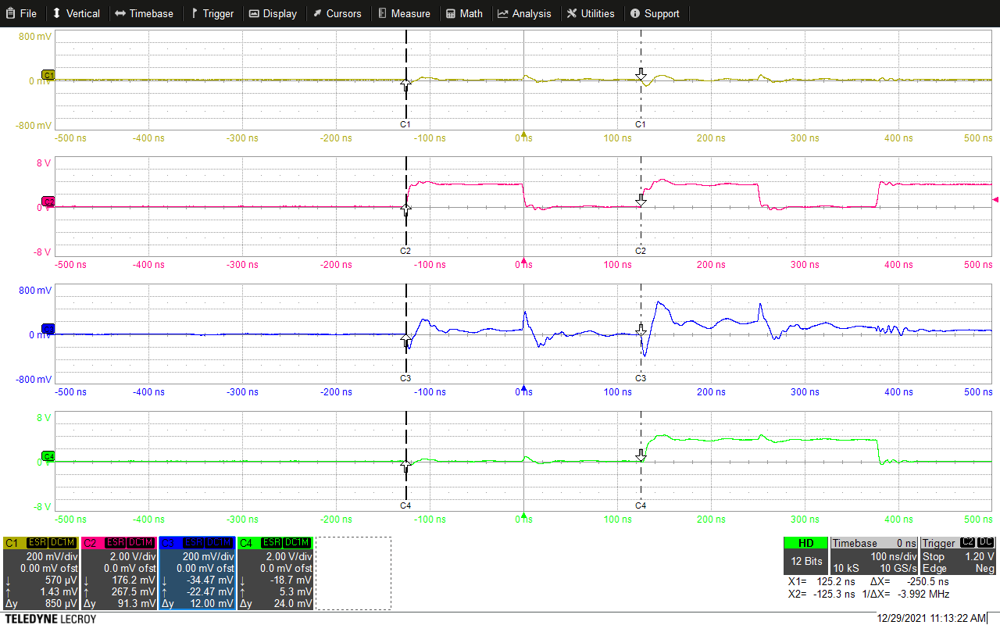 File Vertical Timebase Trigger Display Cursors Measure Math Analysis Utilities Support
800 mV
C1
0 mV
-800 mV
C1 C1
-500 ns -400 ns -300 ns -200 ns -100 ns 0 ns 100 ns 200 ns 300 ns 400 ns 500 ns
8 V
C2
0 V
-8 V
C2 C2
-500 ns -400 ns -300 ns -200 ns -100 ns 0 ns 100 ns 200 ns 300 ns 400 ns 500 ns
800 mV
C3
0 mV
-800 mV
C3 C3
-500 ns -400 ns -300 ns -200 ns -100 ns 0 ns 100 ns 200 ns 300 ns 400 ns 500 ns
8 V
C4
0 V
-8 V
C4 C4
-500 ns -400 ns -300 ns -200 ns -100 ns 0 ns 100 ns 200 ns 300 ns 400 ns 500 ns
C1 ESR DC1M
200 mV/div
0.00 mV ofst
↓ 570 µV
↑ 1.43 mV
Δy 850 µV
C2 ESR DC1M
2.00 V/div
0.0 mV ofst
↓ 176.2 mV
↑ 267.5 mV
Δy 91.3 mV
C3 ESR DC1M
200 mV/div
0.00 mV ofst
↓ -34.47 mV
↑ -22.47 mV
Δy 12.00 mV
C4 ESR DC1M
2.00 V/div
0.0 mV ofst
↓ -18.7 mV
↑ 5.3 mV
Δy 24.0 mV
HD
12 Bits
Timebase 0 ns
100 ns/div
10 kS 10 GS/s
Trigger C2 DC
Stop 1.20 V
Edge Neg
X1= 125.2 ns ΔX= -250.5 ns
X2= -125.3 ns 1/ΔX= -3.992 MHz
TELEDYNE LECROY
12/29/2021 11:13:22 AM